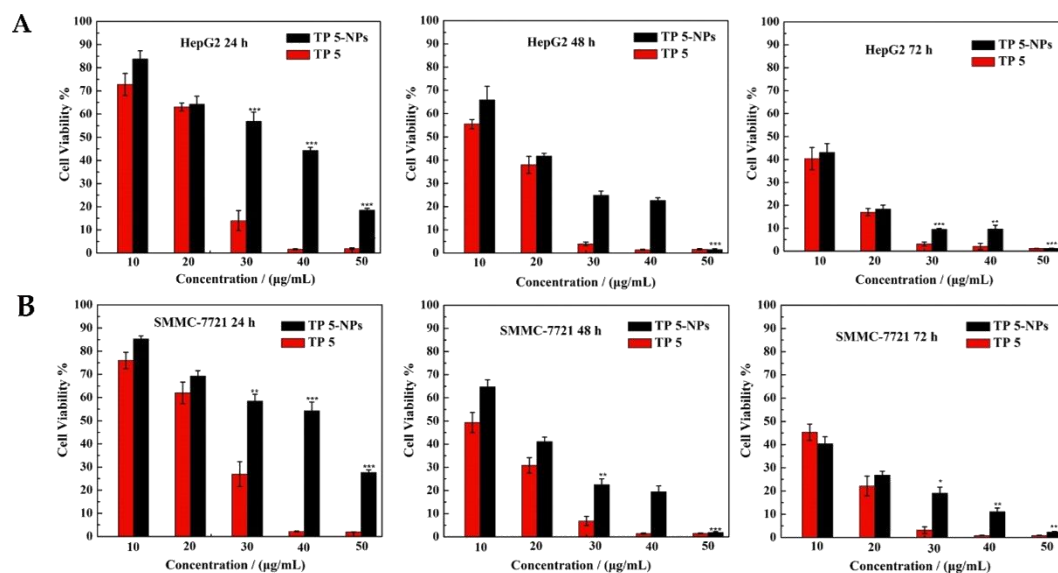 A
HepG2 24 h
TP 5-NPs
TP 5
Cell Viability %
100
90
80
70
60
50
40
30
20
10
0
***
***
***
10 20 30 40 50
Concentration / (µg/mL)
HepG2 48 h
TP 5-NPs
TP 5
Cell Viability %
100
90
80
70
60
50
40
30
20
10
0
***
10 20 30 40 50
Concentration / (µg/mL)
HepG2 72 h
TP 5-NPs
TP 5
Cell Viability %
100
90
80
70
60
50
40
30
20
10
0
***
**
***
10 20 30 40 50
Concentration / (µg/mL)
B
SMMC-7721 24 h
TP 5-NPs
TP 5
Cell Viability %
100
90
80
70
60
50
40
30
20
10
0
**
***
***
10 20 30 40 50
Concentration / (µg/mL)
SMMC-7721 48 h
TP 5-NPs
TP 5
Cell Viability %
100
90
80
70
60
50
40
30
20
10
0
**
***
10 20 30 40 50
Concentration / (µg/mL)
SMMC-7721 72 h
TP 5-NPs
TP 5
Cell Viability %
100
90
80
70
60
50
40
30
20
10
0
*
**
**
10 20 30 40 50
Concentration / (µg/mL)